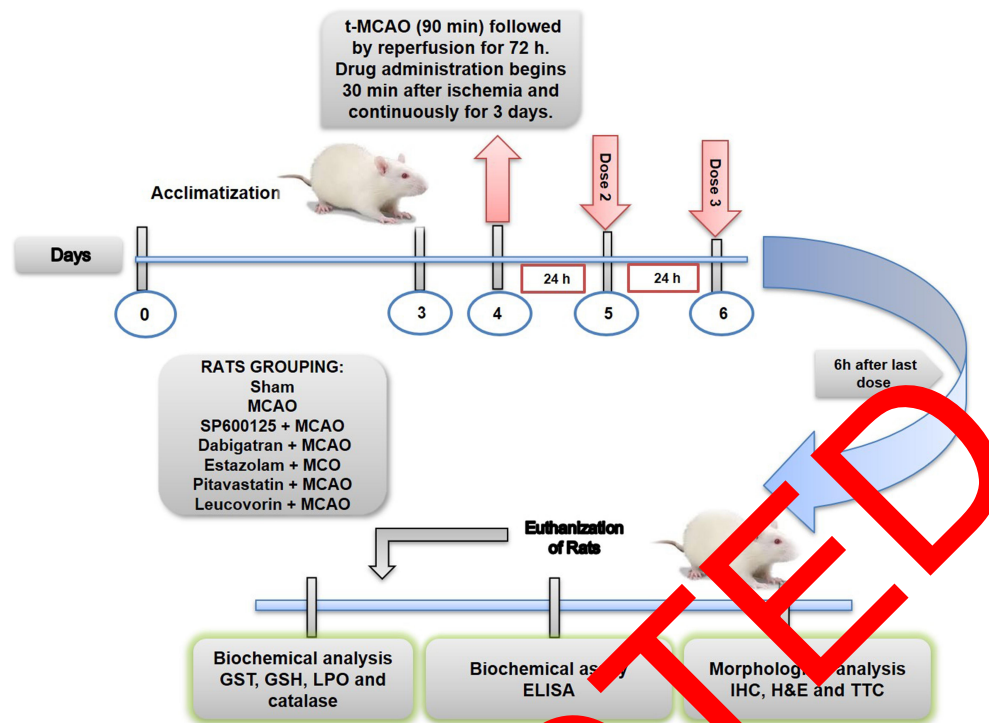 t-MCAO (90 min) followed
by reperfusion for 72 h.
Drug administration begins
30 min after ischemia and
continuously for 3 days.
Acclimatization
Dose 2
Dose 3
Days
24 h
24 h
0
3
4
5
6
6h after last
dose
RATS GROUPING:
Sham
MCAO
SP600125 + MCAO
Dabigatran + MCAO
Estazolam + MCO
Pitavastatin + MCAO
Leucovorin + MCAO
Euthanization
of Rats
Biochemical analysis
GST, GSH, LPO and
catalase
Biochemical
ELISA
analysis
IHC, H&E and TTC
TED